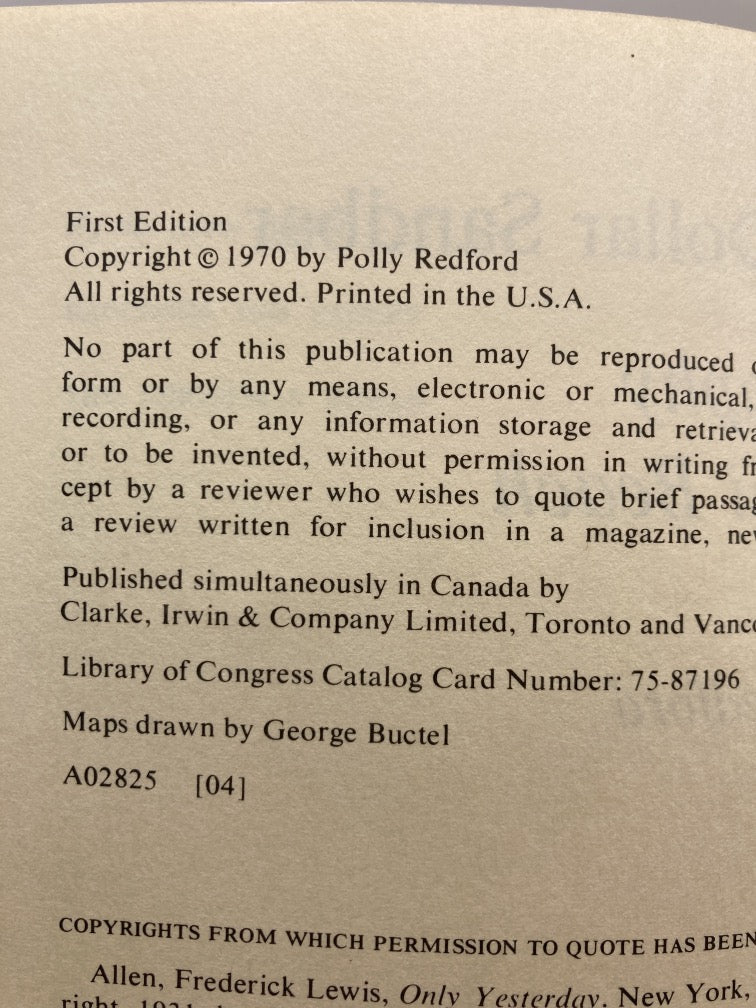 First Edition
Copyright © 1970 by Polly Redford
All rights reserved. Printed in the U.S.A.
No part of this publication may be reproduced
form or by any means, electronic or mechanical,
recording, or any information storage and
or to be invented, without permission in writing
cept by a reviewer who wishes to quote brief
a review written for inclusion in a magazine,
Published simultaneously in Canada by
Clarke, Irwin & Company Limited, Toronto and
Library of Congress Catalog Card Number: 75-87196
Maps drawn by George Buctel
A02825 [04]
COPYRIGHTS FROM WHICH PERMISSION TO QUOTE HAS BEEN
Allen, Frederick Lewis, Only Yesterday. New York,